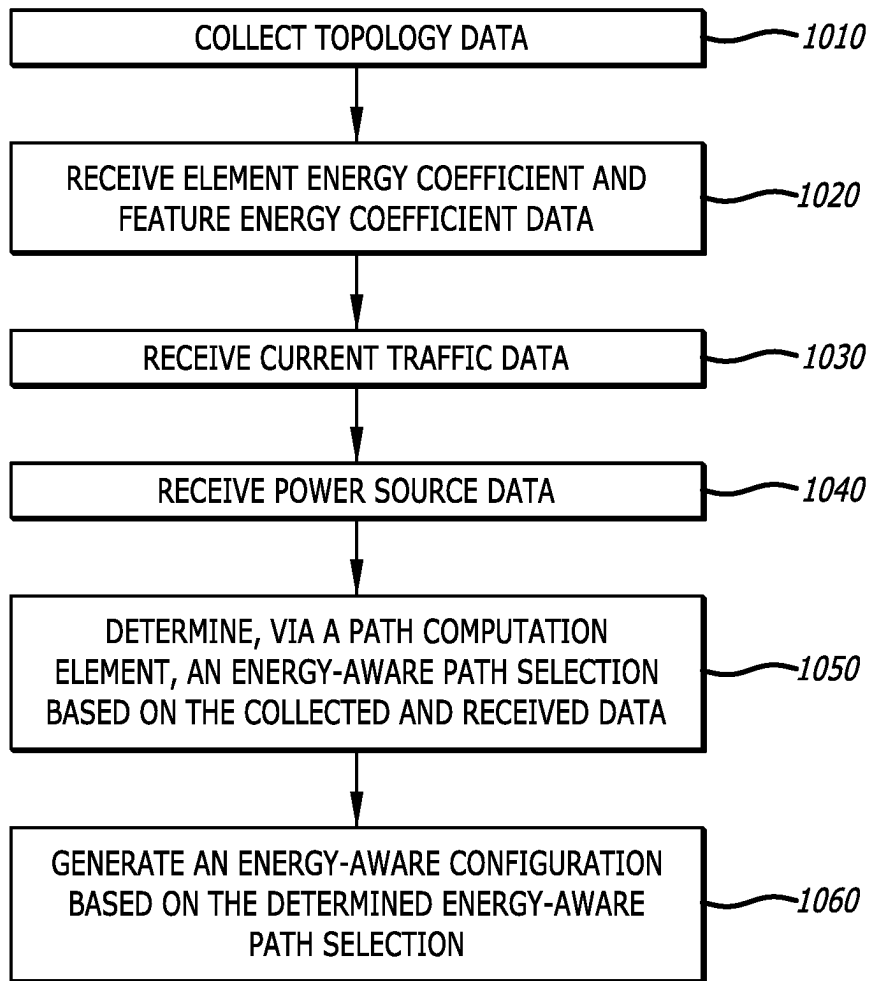 COLLECT TOPOLOGY DATA
1010
RECEIVE ELEMENT ENERGY COEFFICIENT AND
FEATURE ENERGY COEFFICIENT DATA
1020
RECEIVE CURRENT TRAFFIC DATA
1030
RECEIVE POWER SOURCE DATA
1040
DETERMINE, VIA A PATH COMPUTATION
ELEMENT, AN ENERGY-AWARE PATH SELECTION
BASED ON THE COLLECTED AND RECEIVED DATA
1050
GENERATE AN ENERGY-AWARE CONFIGURATION
BASED ON THE DETERMINED ENERGY-AWARE
PATH SELECTION
1060